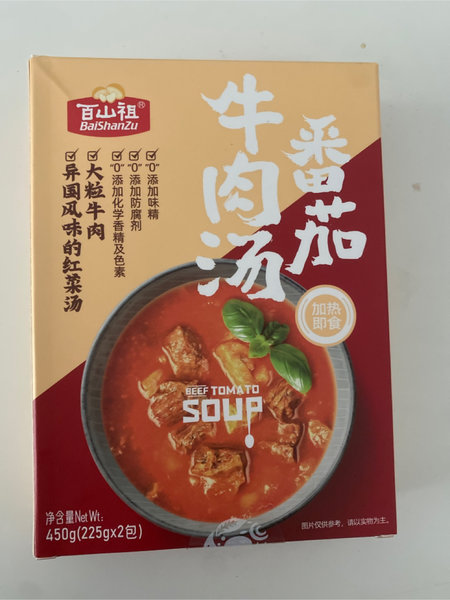 百山祖®
BaiShanZu
番茄
牛肉汤
"0"添加味精
"0"添加防腐剂
"0"添加化学香精及色素
大粒牛肉
异国风味的红菜汤
加热
即食
BEEF TOMATO
SOUP
净含量Net Wt:
450g(225gx2包)
图片仅供参考，请以实物为主。